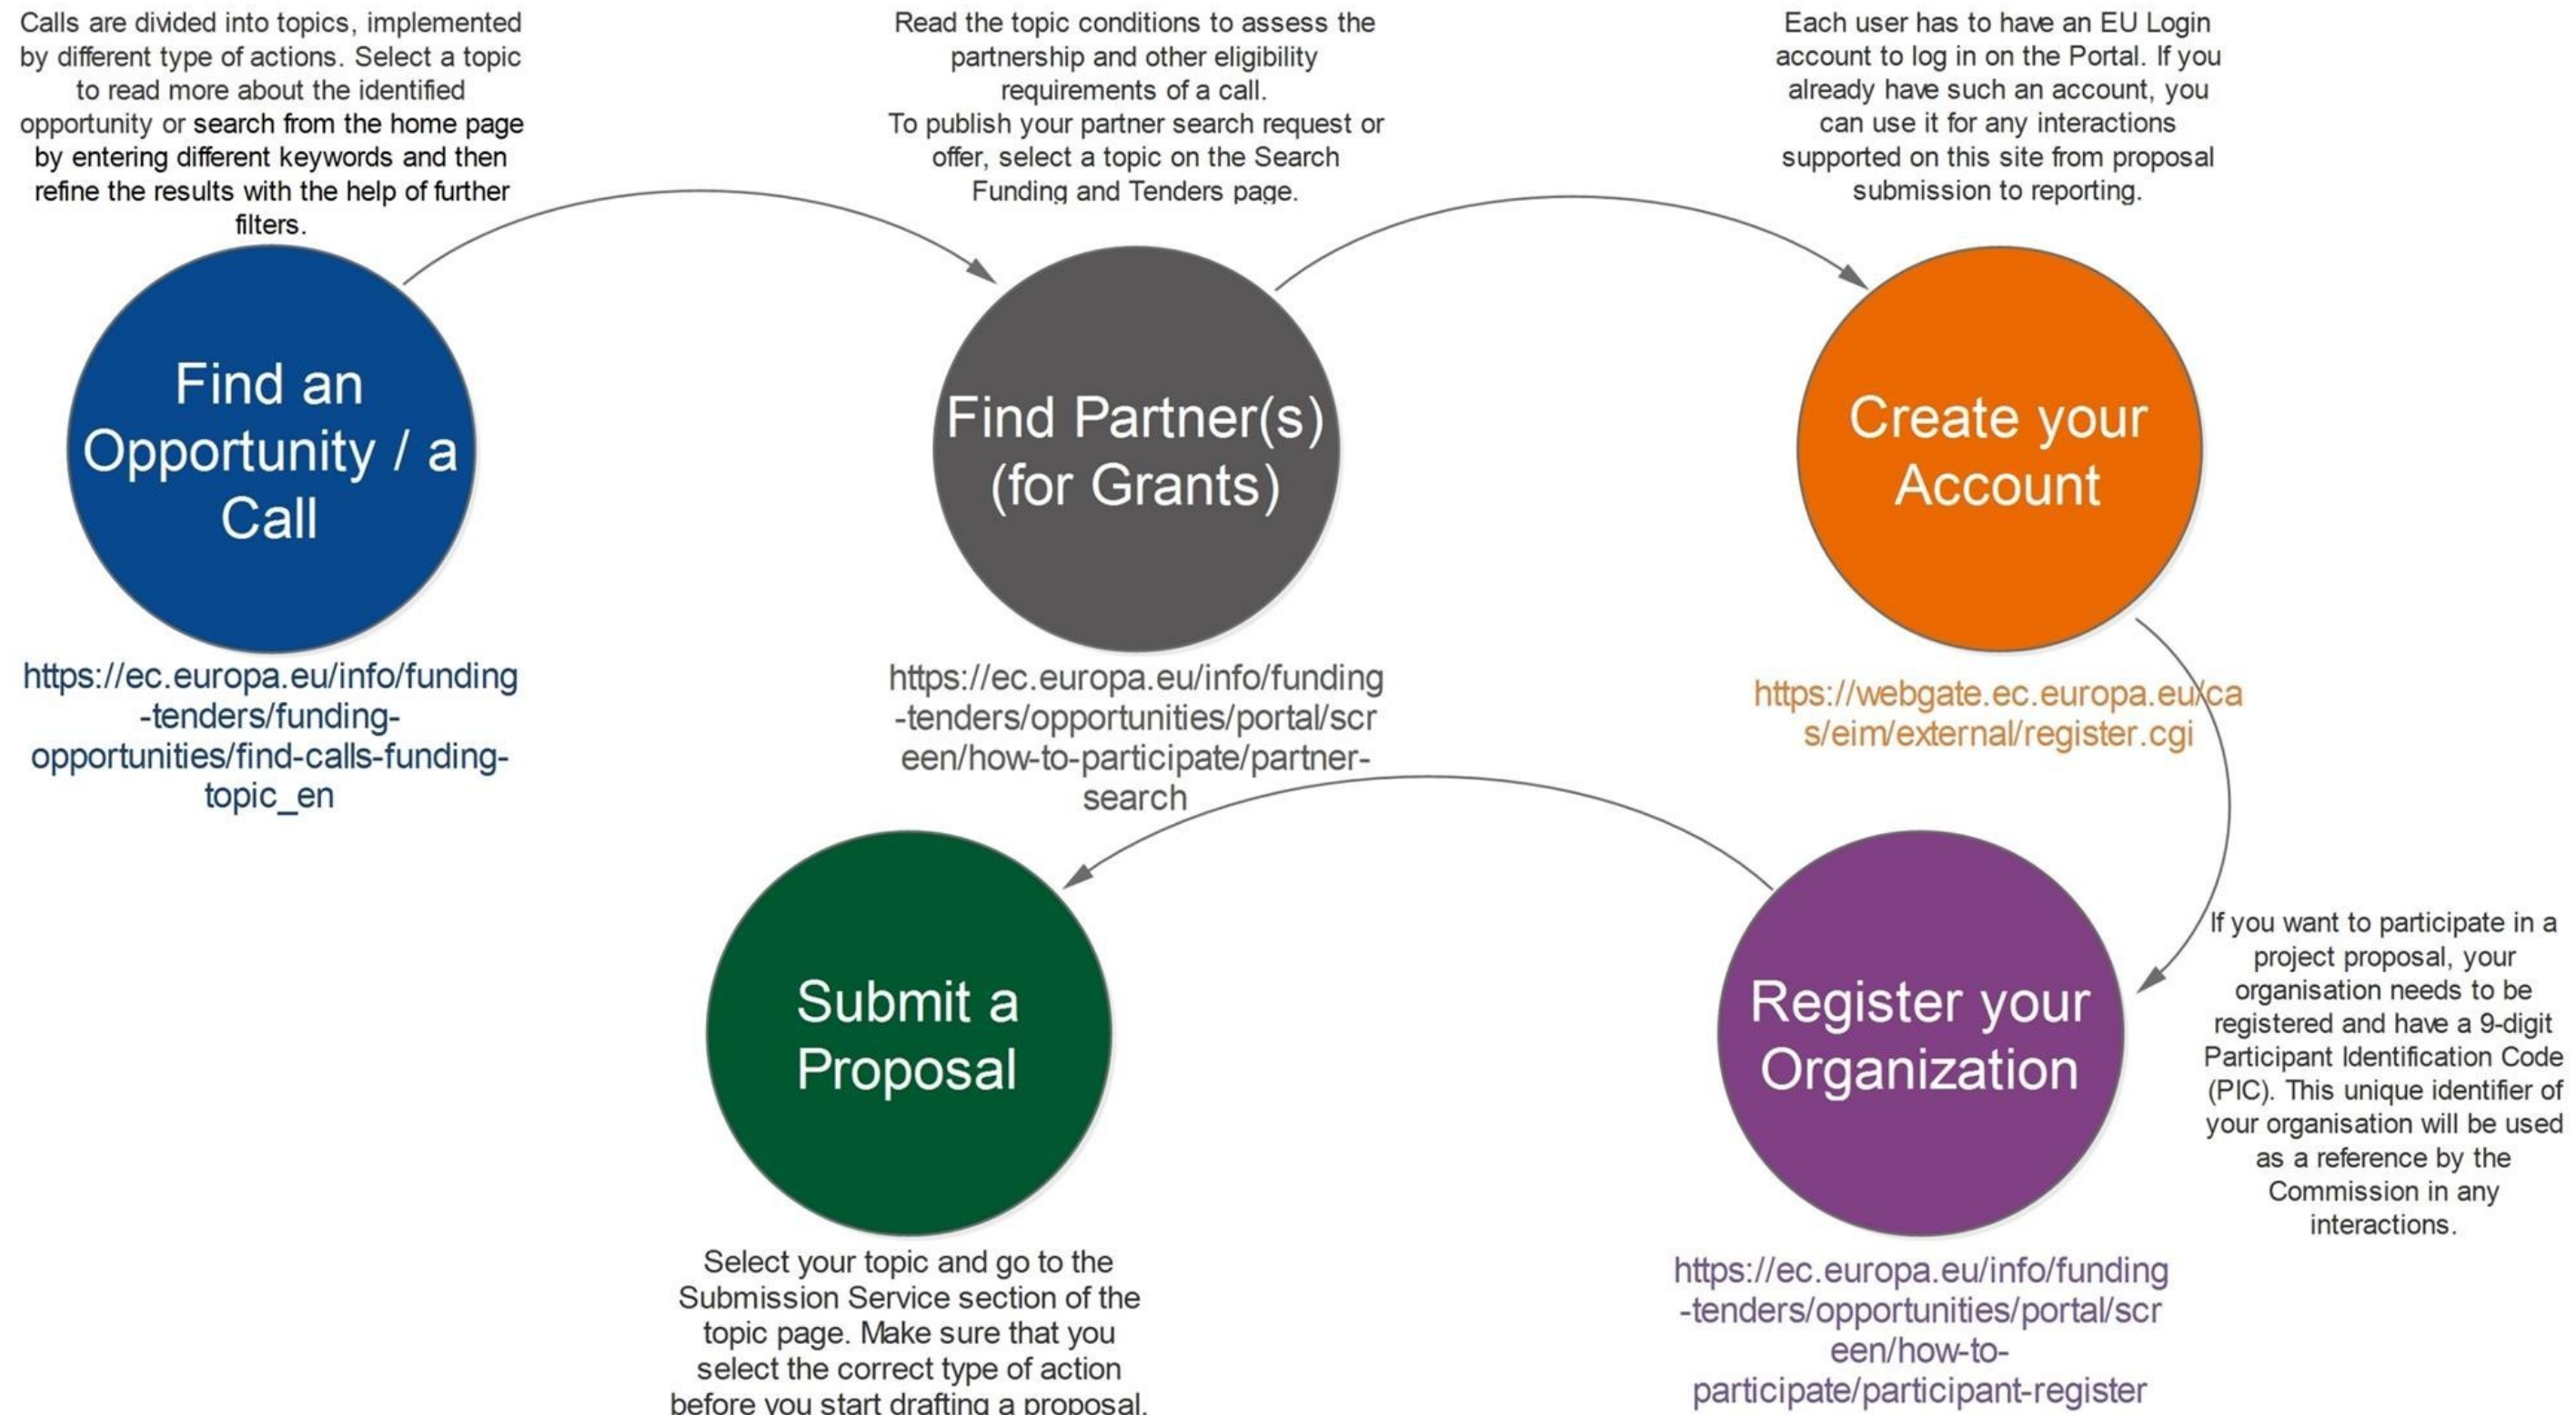 Calls are divided into topics, implemented
by different type of actions. Select a topic
to read more about the identified
opportunity or search from the home page
by entering different keywords and then
refine the results with the help of further
filters.
Find an
Opportunity / a
Call
https://ec.europa.eu/info/funding
-tenders/funding-
opportunities/find-calls-funding-
topic_en
Read the topic conditions to assess the
partnership and other eligibility
requirements of a call.
To publish your partner search request or
offer, select a topic on the Search
Funding and Tenders page.
Find Partner(s)
(for Grants)
https://ec.europa.eu/info/funding
-tenders/opportunities/portal/scr
een/how-to-participate/partner-
search
Each user has to have an EU Login
account to log in on the Portal. If you
already have such an account, you
can use it for any interactions
supported on this site from proposal
submission to reporting.
Create your
Account
https://webgate.ec.europa.eu/ca
s/eim/external/register.cgi
If you want to participate in a
project proposal, your
organisation needs to be
registered and have a 9-digit
Participant Identification Code
(PIC). This unique identifier of
your organisation will be used
as a reference by the
Commission in any
interactions.
Register your
Organization
https://ec.europa.eu/info/funding
-tenders/opportunities/portal/scr
een/how-to-
participate/participant-register
Submit a
Proposal
Select your topic and go to the
Submission Service section of the
topic page. Make sure that you
select the correct type of action
before you start drafting a proposal.